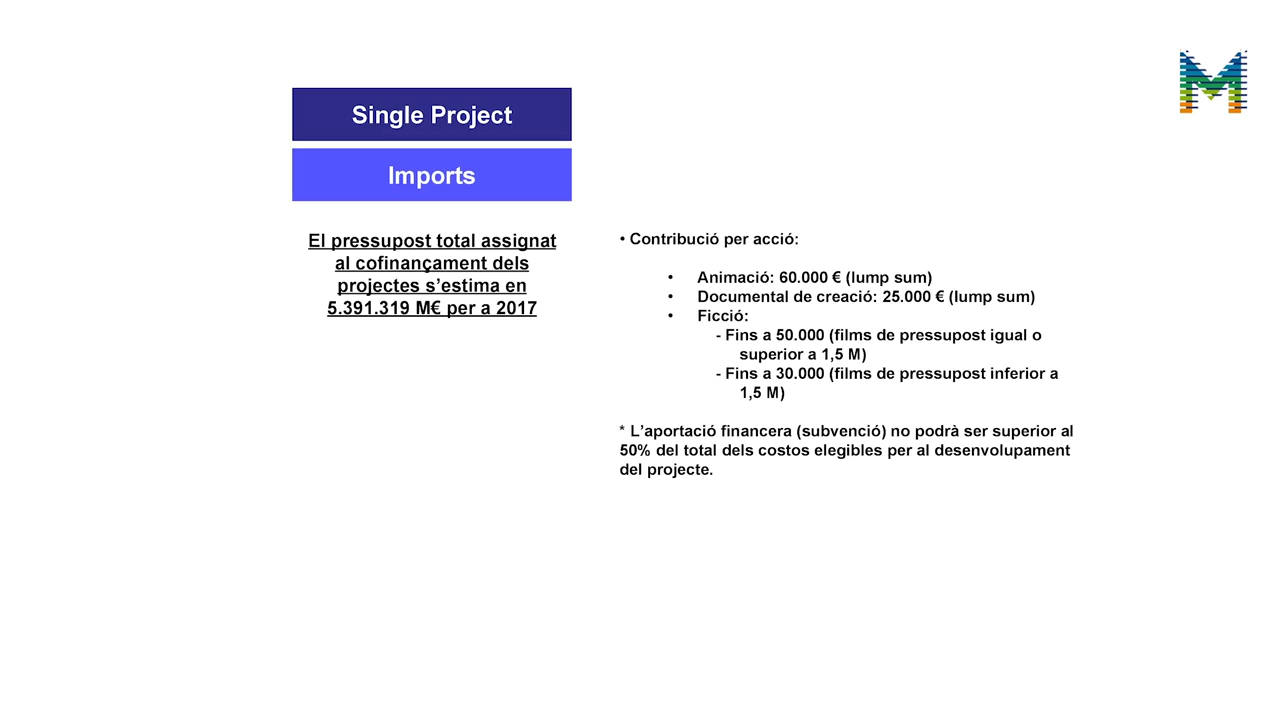 Single Project
Imports
El pressupost total assignat
al cofinançament dels
projectes s’estima en
5.391.319 M€ per a 2017
• Contribució per acció:
• Animació: 60.000 € (lump sum)
• Documental de creació: 25.000 € (lump sum)
• Ficció:
- Fins a 50.000 (films de pressupost igual o
superior a 1,5 M)
- Fins a 30.000 (films de pressupost inferior a
1,5 M)
* L’aportació financera (subvenció) no podrà ser superior al
50% del total dels costos elegibles per al desenvolupament
del projecte.
M